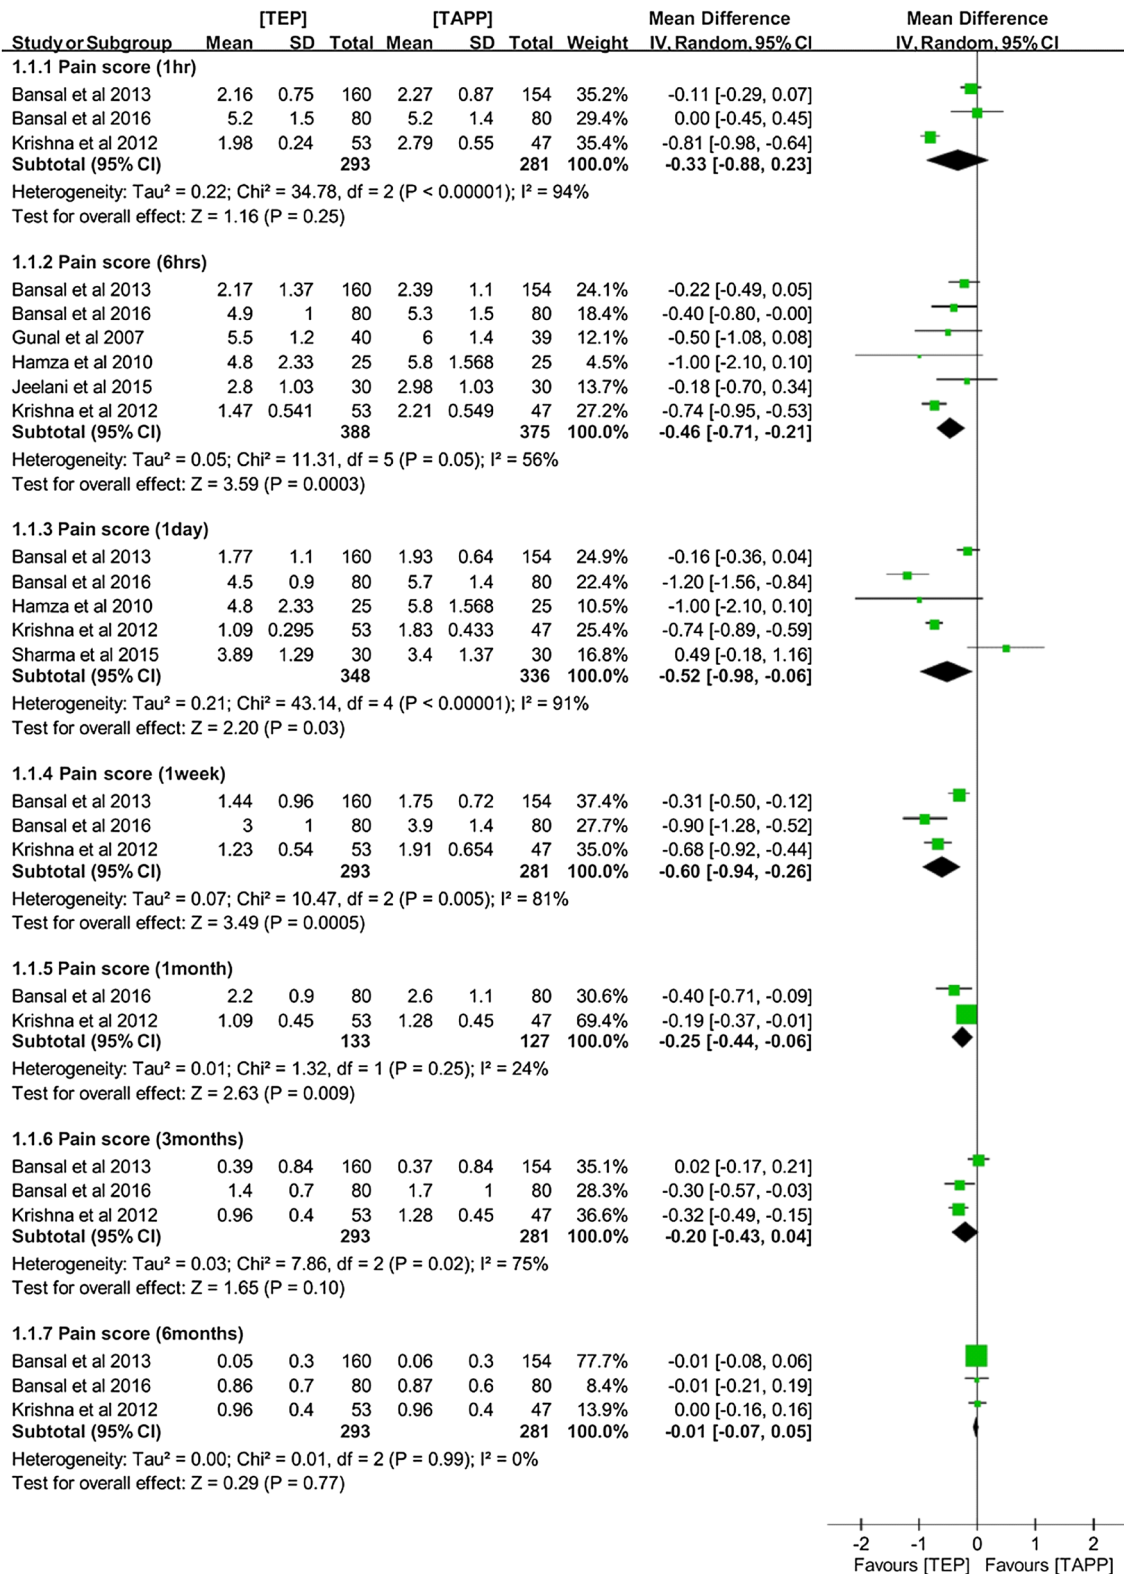 [TEP] [TAPP] Mean Difference Mean Difference
Study or Subgroup Mean SD Total Mean SD Total Weight IV, Random, 95% CI IV, Random, 95% CI
1.1.1 Pain score (1hr)
Bansal et al 2013 2.16 0.75 160 2.27 0.87 154 35.2% -0.11 [-0.29, 0.07]
Bansal et al 2016 5.2 1.5 80 5.2 1.4 80 29.4% 0.00 [-0.45, 0.45]
Krishna et al 2012 1.98 0.24 53 2.79 0.55 47 35.4% -0.81 [-0.98, -0.64]
Subtotal (95% CI) 293 281 100.0% -0.33 [-0.88, 0.23]
Heterogeneity: Tau² = 0.22; Chi² = 34.78, df = 2 (P < 0.00001); I² = 94%
Test for overall effect: Z = 1.16 (P = 0.25)
1.1.2 Pain score (6hrs)
Bansal et al 2013 2.17 1.37 160 2.39 1.1 154 24.1% -0.22 [-0.49, 0.05]
Bansal et al 2016 4.9 1 80 5.3 1.5 80 18.4% -0.40 [-0.80, -0.00]
Gunal et al 2007 5.5 1.2 40 6 1.4 39 12.1% -0.50 [-1.08, 0.08]
Hamza et al 2010 4.8 2.33 25 5.8 1.568 25 4.5% -1.00 [-2.10, 0.10]
Jeelani et al 2015 2.8 1.03 30 2.98 1.03 30 13.7% -0.18 [-0.70, 0.34]
Krishna et al 2012 1.47 0.541 53 2.21 0.549 47 27.2% -0.74 [-0.95, -0.53]
Subtotal (95% CI) 388 375 100.0% -0.46 [-0.71, -0.21]
Heterogeneity: Tau² = 0.05; Chi² = 11.31, df = 5 (P = 0.05); I² = 56%
Test for overall effect: Z = 3.59 (P = 0.0003)
1.1.3 Pain score (1day)
Bansal et al 2013 1.77 1.1 160 1.93 0.64 154 24.9% -0.16 [-0.36, 0.04]
Bansal et al 2016 4.5 0.9 80 5.7 1.4 80 22.4% -1.20 [-1.56, -0.84]
Hamza et al 2010 4.8 2.33 25 5.8 1.568 25 10.5% -1.00 [-2.10, 0.10]
Krishna et al 2012 1.09 0.295 53 1.83 0.433 47 25.4% -0.74 [-0.89, -0.59]
Sharma et al 2015 3.89 1.29 30 3.4 1.37 30 16.8% 0.49 [-0.18, 1.16]
Subtotal (95% CI) 348 336 100.0% -0.52 [-0.98, -0.06]
Heterogeneity: Tau² = 0.21; Chi² = 43.14, df = 4 (P < 0.00001); I² = 91%
Test for overall effect: Z = 2.20 (P = 0.03)
1.1.4 Pain score (1week)
Bansal et al 2013 1.44 0.96 160 1.75 0.72 154 37.4% -0.31 [-0.50, -0.12]
Bansal et al 2016 3 1 80 3.9 1.4 80 27.7% -0.90 [-1.28, -0.52]
Krishna et al 2012 1.23 0.54 53 1.91 0.654 47 35.0% -0.68 [-0.92, -0.44]
Subtotal (95% CI) 293 281 100.0% -0.60 [-0.94, -0.26]
Heterogeneity: Tau² = 0.07; Chi² = 10.47, df = 2 (P = 0.005); I² = 81%
Test for overall effect: Z = 3.49 (P = 0.0005)
1.1.5 Pain score (1month)
Bansal et al 2016 2.2 0.9 80 2.6 1.1 80 30.6% -0.40 [-0.71, -0.09]
Krishna et al 2012 1.09 0.45 53 1.28 0.45 47 69.4% -0.19 [-0.37, -0.01]
Subtotal (95% CI) 133 127 100.0% -0.25 [-0.44, -0.06]
Heterogeneity: Tau² = 0.01; Chi² = 1.32, df = 1 (P = 0.25); I² = 24%
Test for overall effect: Z = 2.63 (P = 0.009)
1.1.6 Pain score (3months)
Bansal et al 2013 0.39 0.84 160 0.37 0.84 154 35.1% 0.02 [-0.17, 0.21]
Bansal et al 2016 1.4 0.7 80 1.7 1 80 28.3% -0.30 [-0.57, -0.03]
Krishna et al 2012 0.96 0.4 53 1.28 0.45 47 36.6% -0.32 [-0.49, -0.15]
Subtotal (95% CI) 293 281 100.0% -0.20 [-0.43, 0.04]
Heterogeneity: Tau² = 0.03; Chi² = 7.86, df = 2 (P = 0.02); I² = 75%
Test for overall effect: Z = 1.65 (P = 0.10)
1.1.7 Pain score (6months)
Bansal et al 2013 0.05 0.3 160 0.06 0.3 154 77.7% -0.01 [-0.08, 0.06]
Bansal et al 2016 0.86 0.7 80 0.87 0.6 80 8.4% -0.01 [-0.21, 0.19]
Krishna et al 2012 0.96 0.4 53 0.96 0.4 47 13.9% 0.00 [-0.16, 0.16]
Subtotal (95% CI) 293 281 100.0% -0.01 [-0.07, 0.05]
Heterogeneity: Tau² = 0.00; Chi² = 0.01, df = 2 (P = 0.99); I² = 0%
Test for overall effect: Z = 0.29 (P = 0.77)
-2 -1 0 1 2
Favours [TEP] Favours [TAPP]